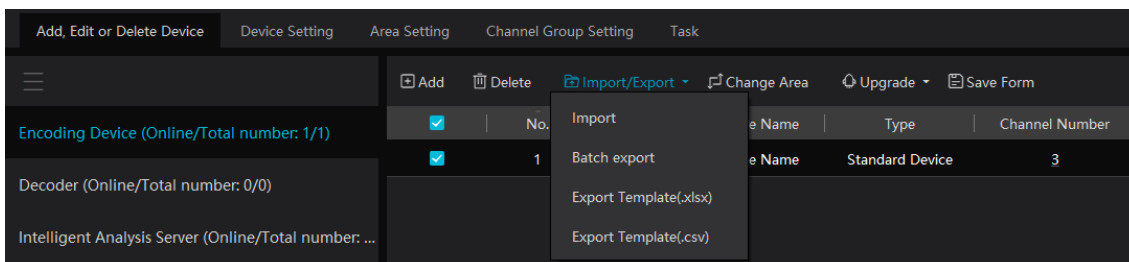 Add, Edit or Delete Device Device Setting Area Setting Channel Group Setting Task
Add Delete Import/Export Change Area Upgrade Save Form
Encoding Device (Online/Total number: 1/1)
Decoder (Online/Total number: 0/0)
Intelligent Analysis Server (Online/Total number: ...
No. e Name Type Channel Number
1 e Name Standard Device 3
Import
Batch export
Export Template(.xlsx)
Export Template(.csv)